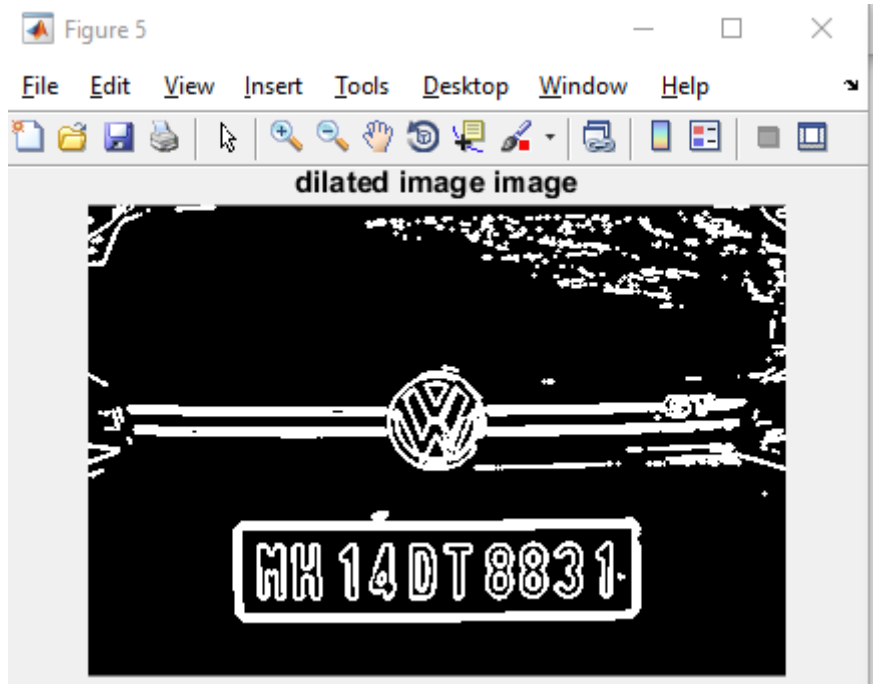 Figure 5
File Edit View Insert Tools Desktop Window Help
dilated image image
MH 14 DT 8831